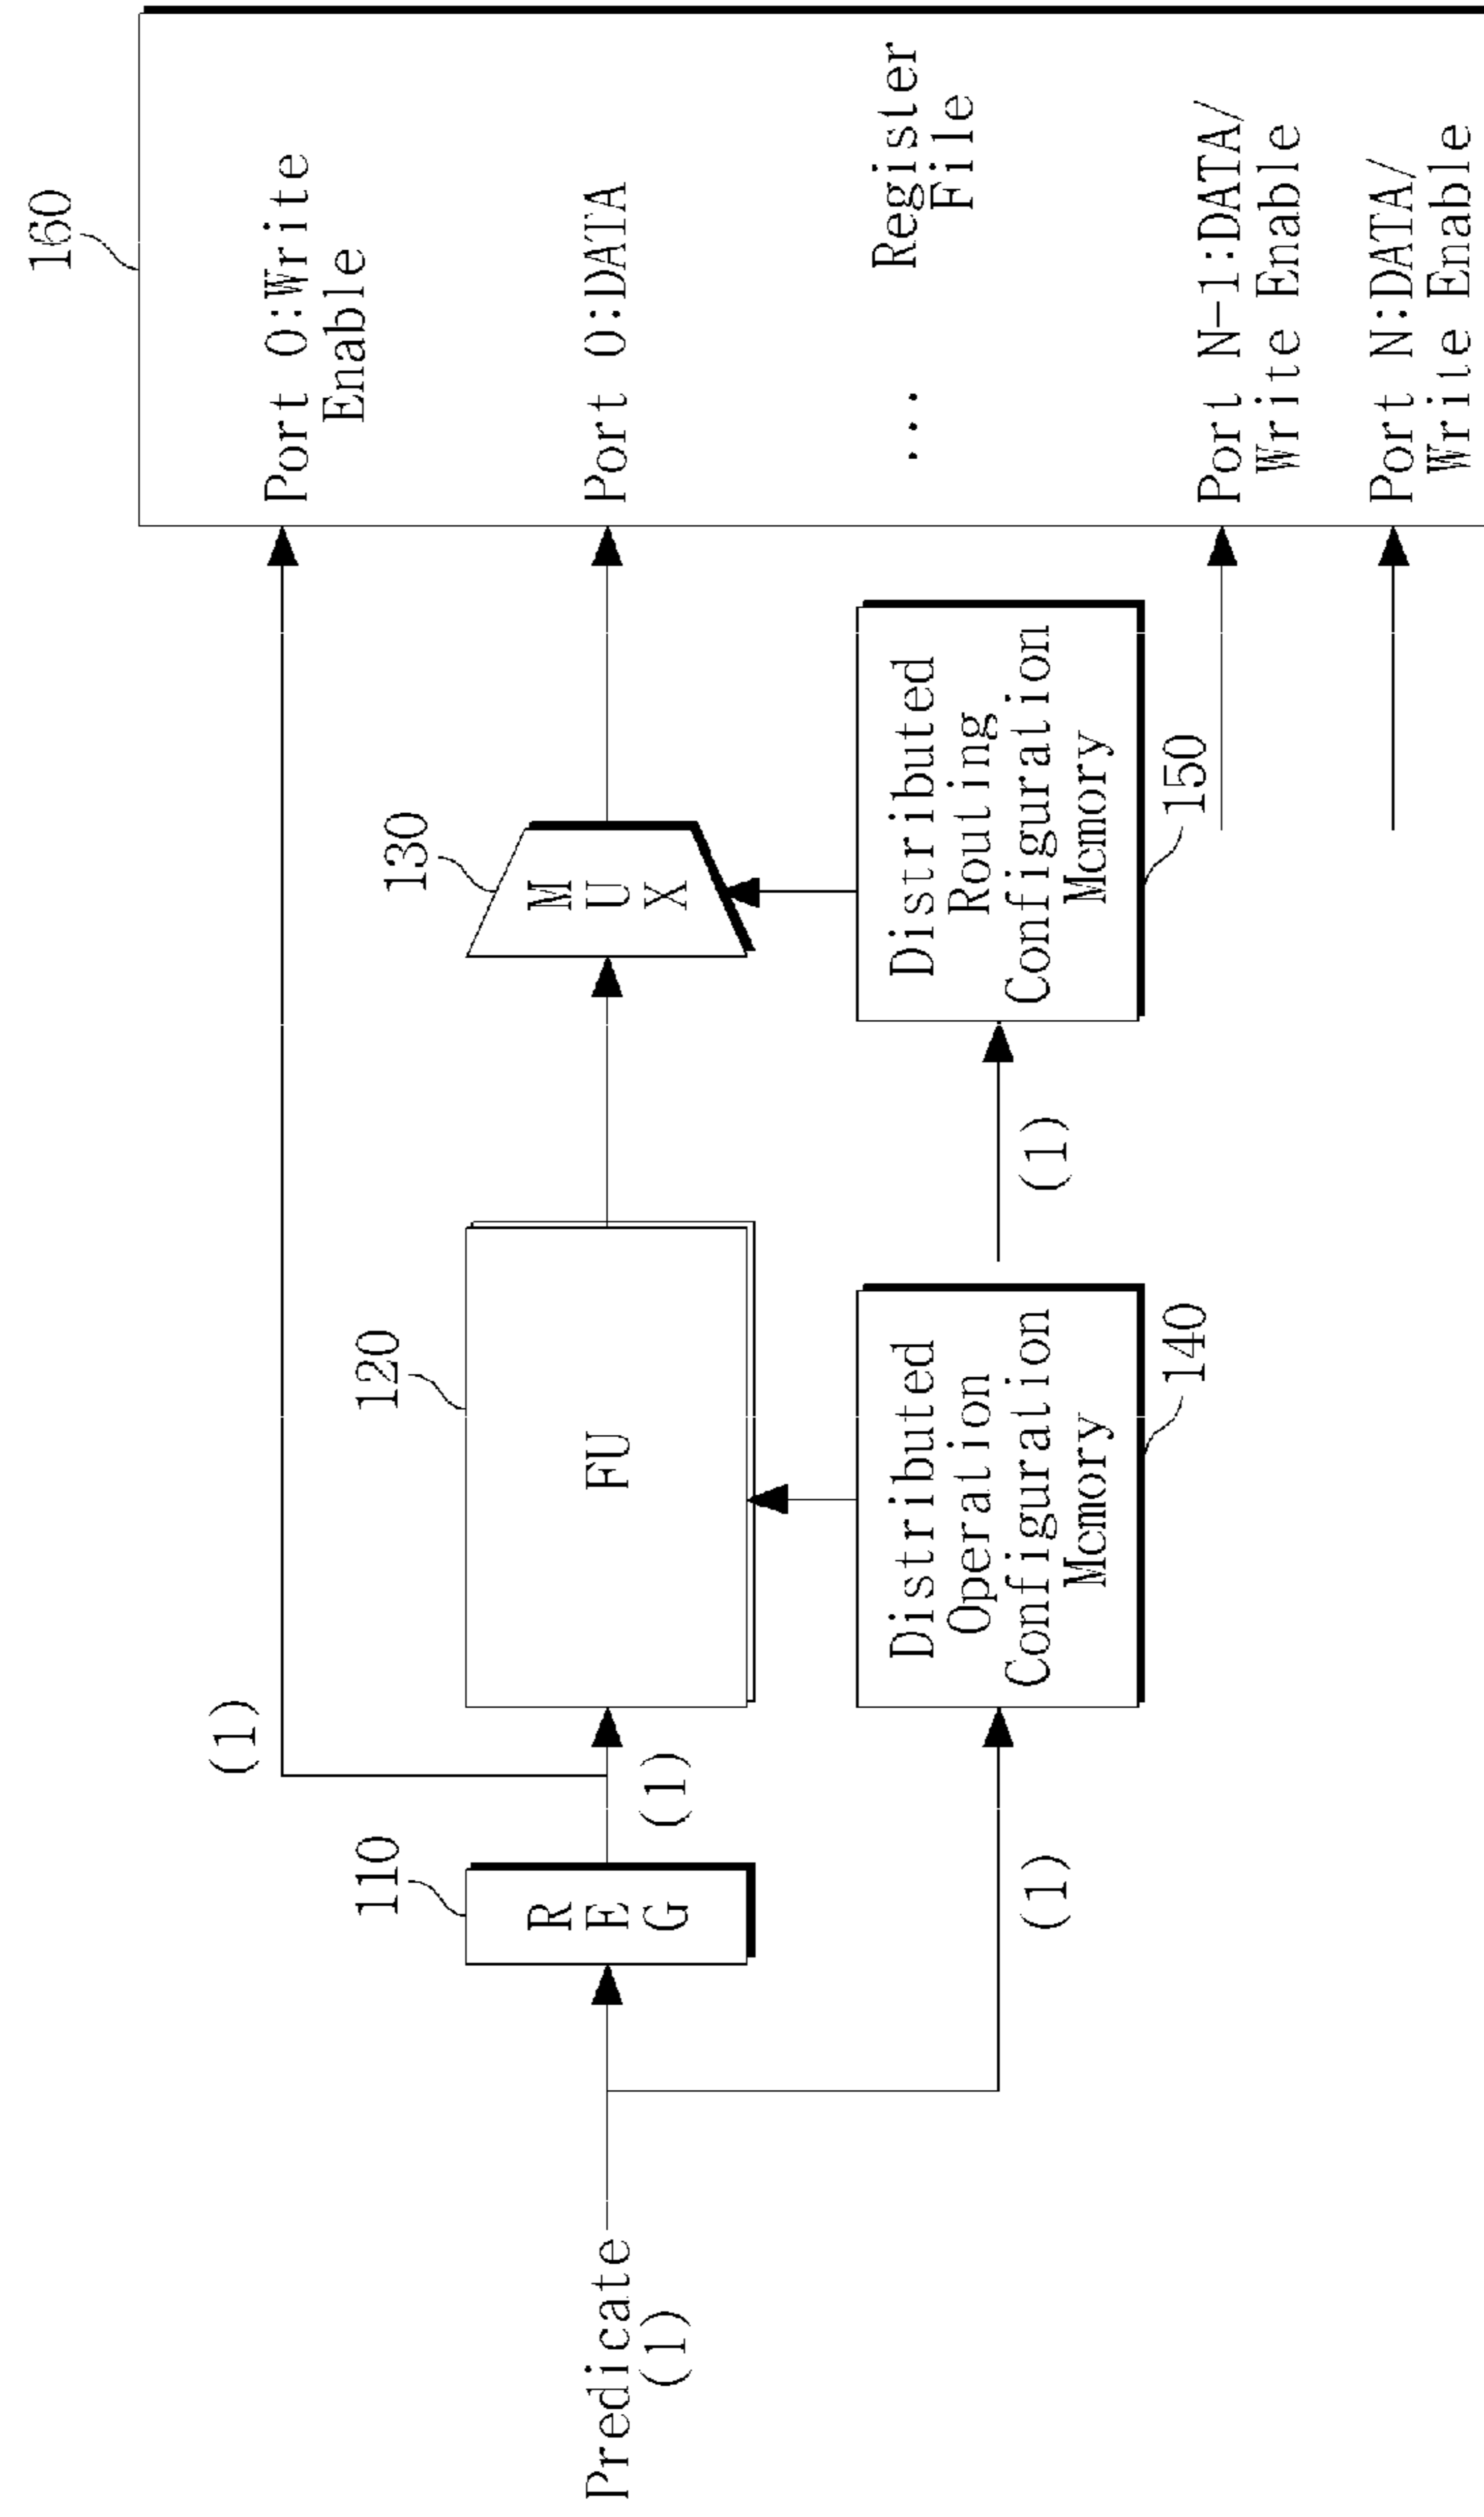 160
Port 0:Write
Enable
Port 0:DATA
Register
File
...
Port N-1:DATA/
Write Enable
Port N:DATA/
Write Enable
130
M
U
X
Distributed
Routing
Configuration
Memory
150
(1)
120
FU
Distributed
Operation
Configuration
Memory
140
(1)
(1)
110
R
E
G
(1)
Predicate
(1)